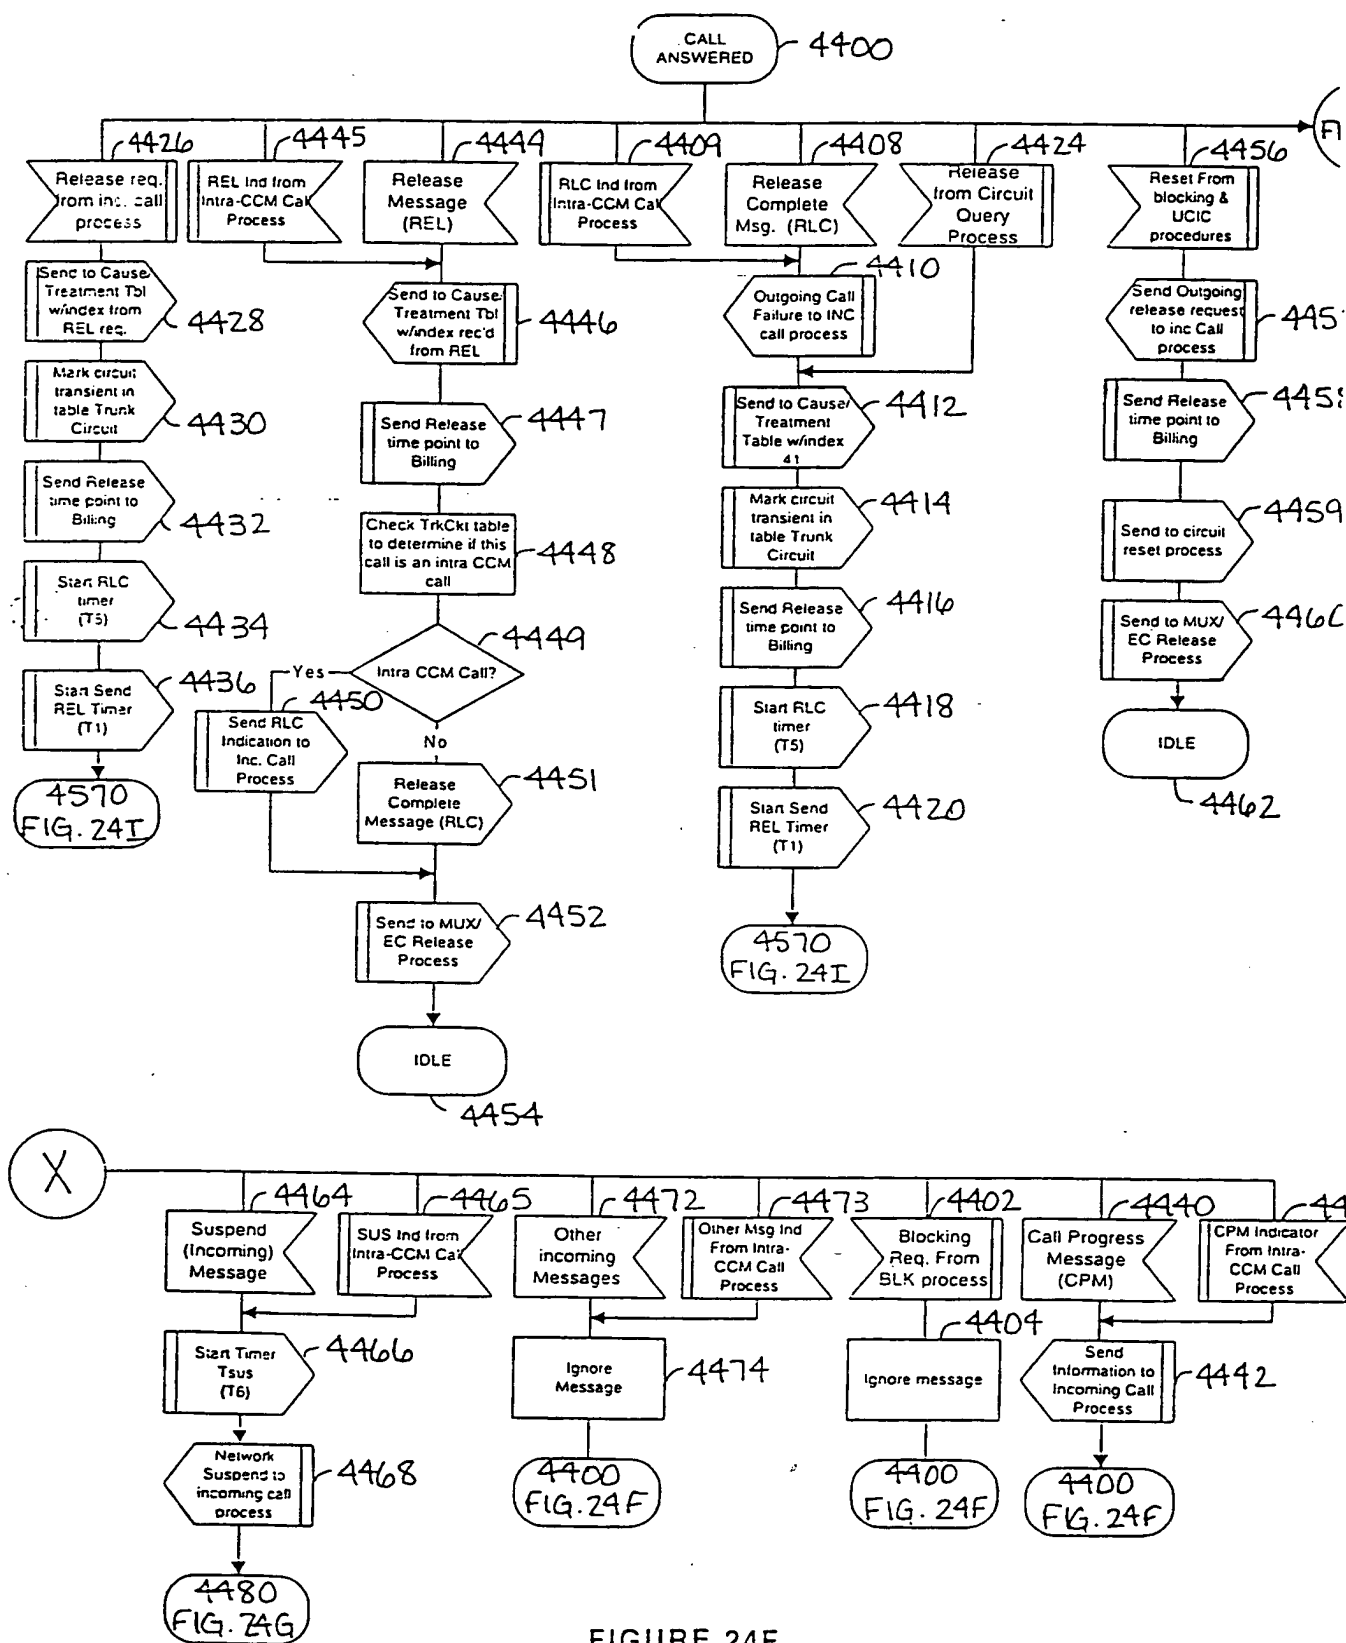 CALL
ANSWERED
4400
4426
Release req.
from inc. call
process
4445
REL Ind from
Intra-CCM Cal
Process
4449
Release
Message
(REL)
4409
RLC Ind from
Intra-CCM Cal
Process
4408
Release
Complete
Msg. (RLC)
4424
Release
from Circuit
Query
Process
4456
Reset From
blocking &
UCIC
procedures
Send to Cause/
Treatment Tbl
w/index from
REL req.
4428
Mark circuit
transient in
table Trunk
Circuit
4430
Send Release
time point to
Billing
4432
Start RLC
timer
(T5)
4434
Start Send
REL Timer
(T1)
4436
4570
FIG. 24I
Send to Cause/
Treatment Tbl
w/index rec'd
from REL
4446
Send Release
time point to
Billing
4447
Check TrkCkt table
to determine if this
call is an intra CCM
call
4448
Intra CCM Call?
4449
Yes
No
4450
Send RLC
Indication to
Inc. Call
Process
Release
Complete
Message (RLC)
4451
Send to MUX/
EC Release
Process
4452
IDLE
4454
4410
Outgoing Call
Failure to INC
call process
Send to Cause/
Treatment
Table w/index
41
4412
Mark circuit
transient in
table Trunk
Circuit
4414
Send Release
time point to
Billing
4416
Start RLC
timer
(T5)
4418
Start Send
REL Timer
(T1)
4420
4570
FIG. 24I
Send Outgoing
release request
to inc Call
process
445
Send Release
time point to
Billing
445
Send to circuit
reset process
4459
Send to MUX/
EC Release
Process
4460
IDLE
4462
X
4464
Suspend
(Incoming)
Message
4465
SUS Ind from
Intra-CCM Cal
Process
4472
Other
incoming
Messages
4473
Other Msg Ind
From Intra-
CCM Call
Process
4402
Blocking
Req. From
BLK process
4440
Call Progress
Message
(CPM)
44
CPM Indicator
From Intra-
CCM Call
Process
Start Timer
Tsus
(T6)
4466
Network
Suspend to
incoming call
process
4468
4480
FIG. 24G
Ignore
Message
4474
4400
FIG. 24F
4404
Ignore message
4400
FIG. 24F
Send
Information to
Incoming Call
Process
4442
4400
FIG. 24F